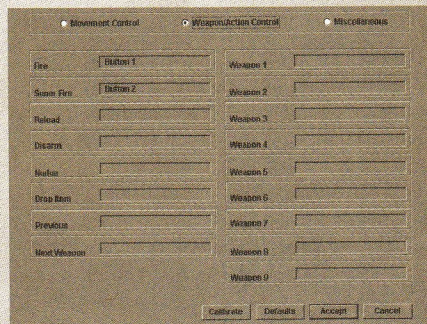 Movement Control Weapon/Action Control Miscellaneous
Fire Button 1
Super Fire Button 2
Reload
Disarm
Nudge
Drop Item
Previous
Next Weapon
Weapon 1
Weapon 2
Weapon 3
Weapon 4
Weapon 5
Weapon 6
Weapon 7
Weapon 8
Weapon 9
Calibrate Defaults Accept Cancel